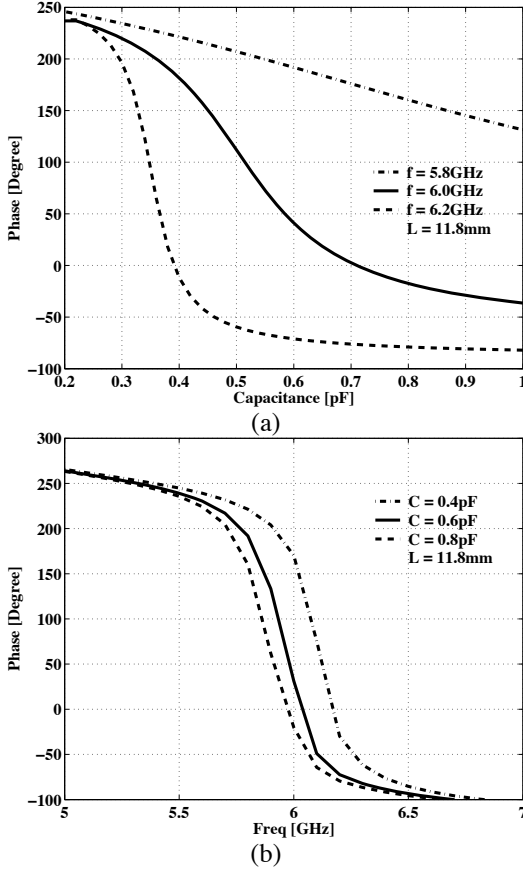 250
200
150
100
50
0
−50
−100
Phase [Degree]
f = 5.8GHz
f = 6.0GHz
f = 6.2GHz
L = 11.8mm
0.2 0.3 0.4 0.5 0.6 0.7 0.8 0.9 1
Capacitance [pF]
(a)
300
250
200
150
100
50
0
−50
−100
Phase [Degree]
C = 0.4pF
C = 0.6pF
C = 0.8pF
L = 11.8mm
5 5.5 6 6.5 7
Freq [GHz]
(b)